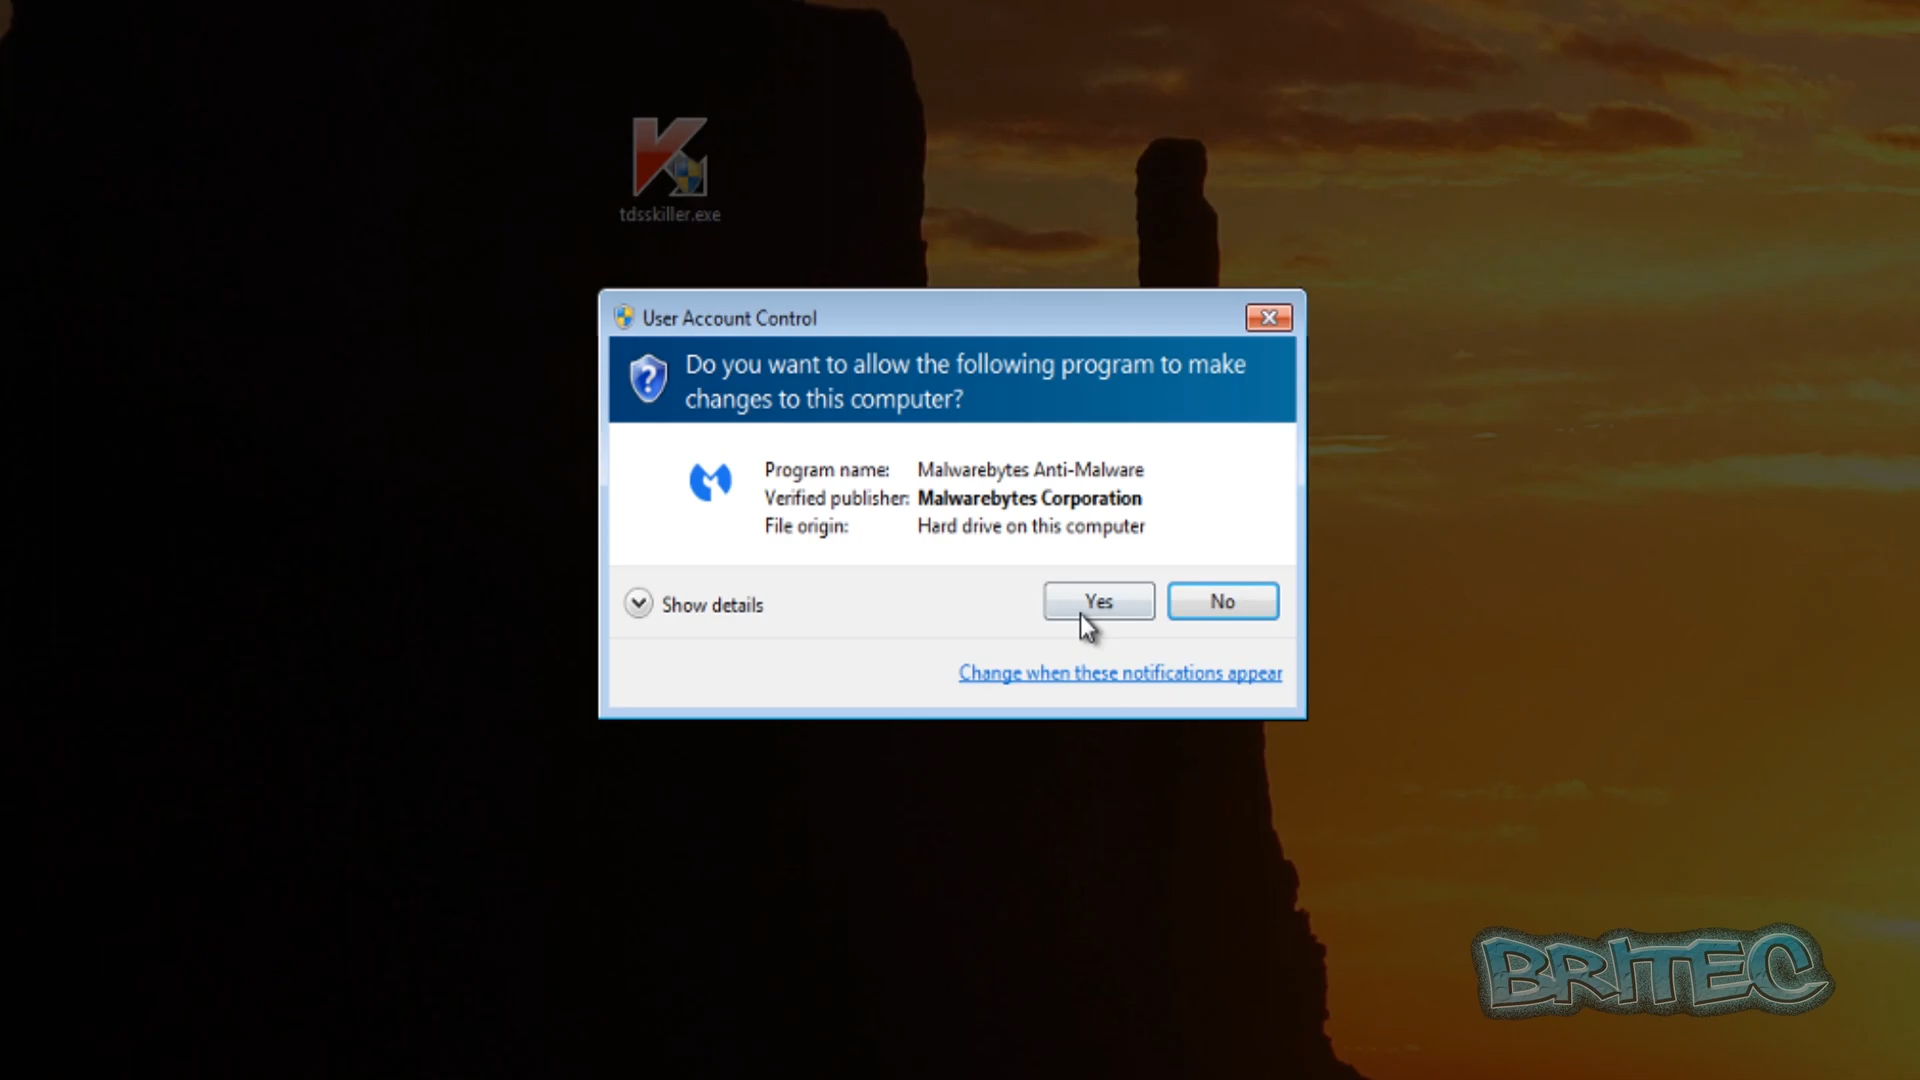 tdsskiller.exe
User Account Control
Do you want to allow the following program to make
changes to this computer?
Program name: Malwarebytes Anti-Malware
Verified publisher: Malwarebytes Corporation
File origin: Hard drive on this computer
Show details
Yes
No
Change when these notifications appear
BRITEC